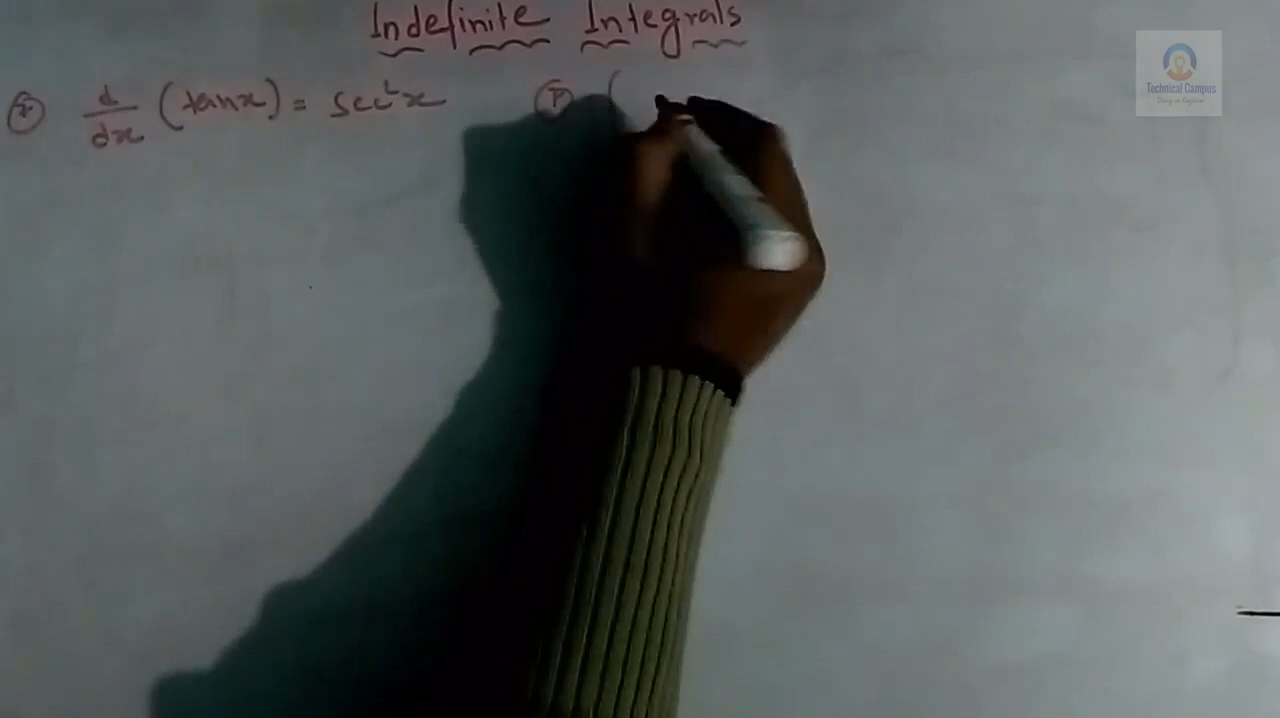 Indefinite Integrals
d/dx (tanx) = sec²x
Technical Campus